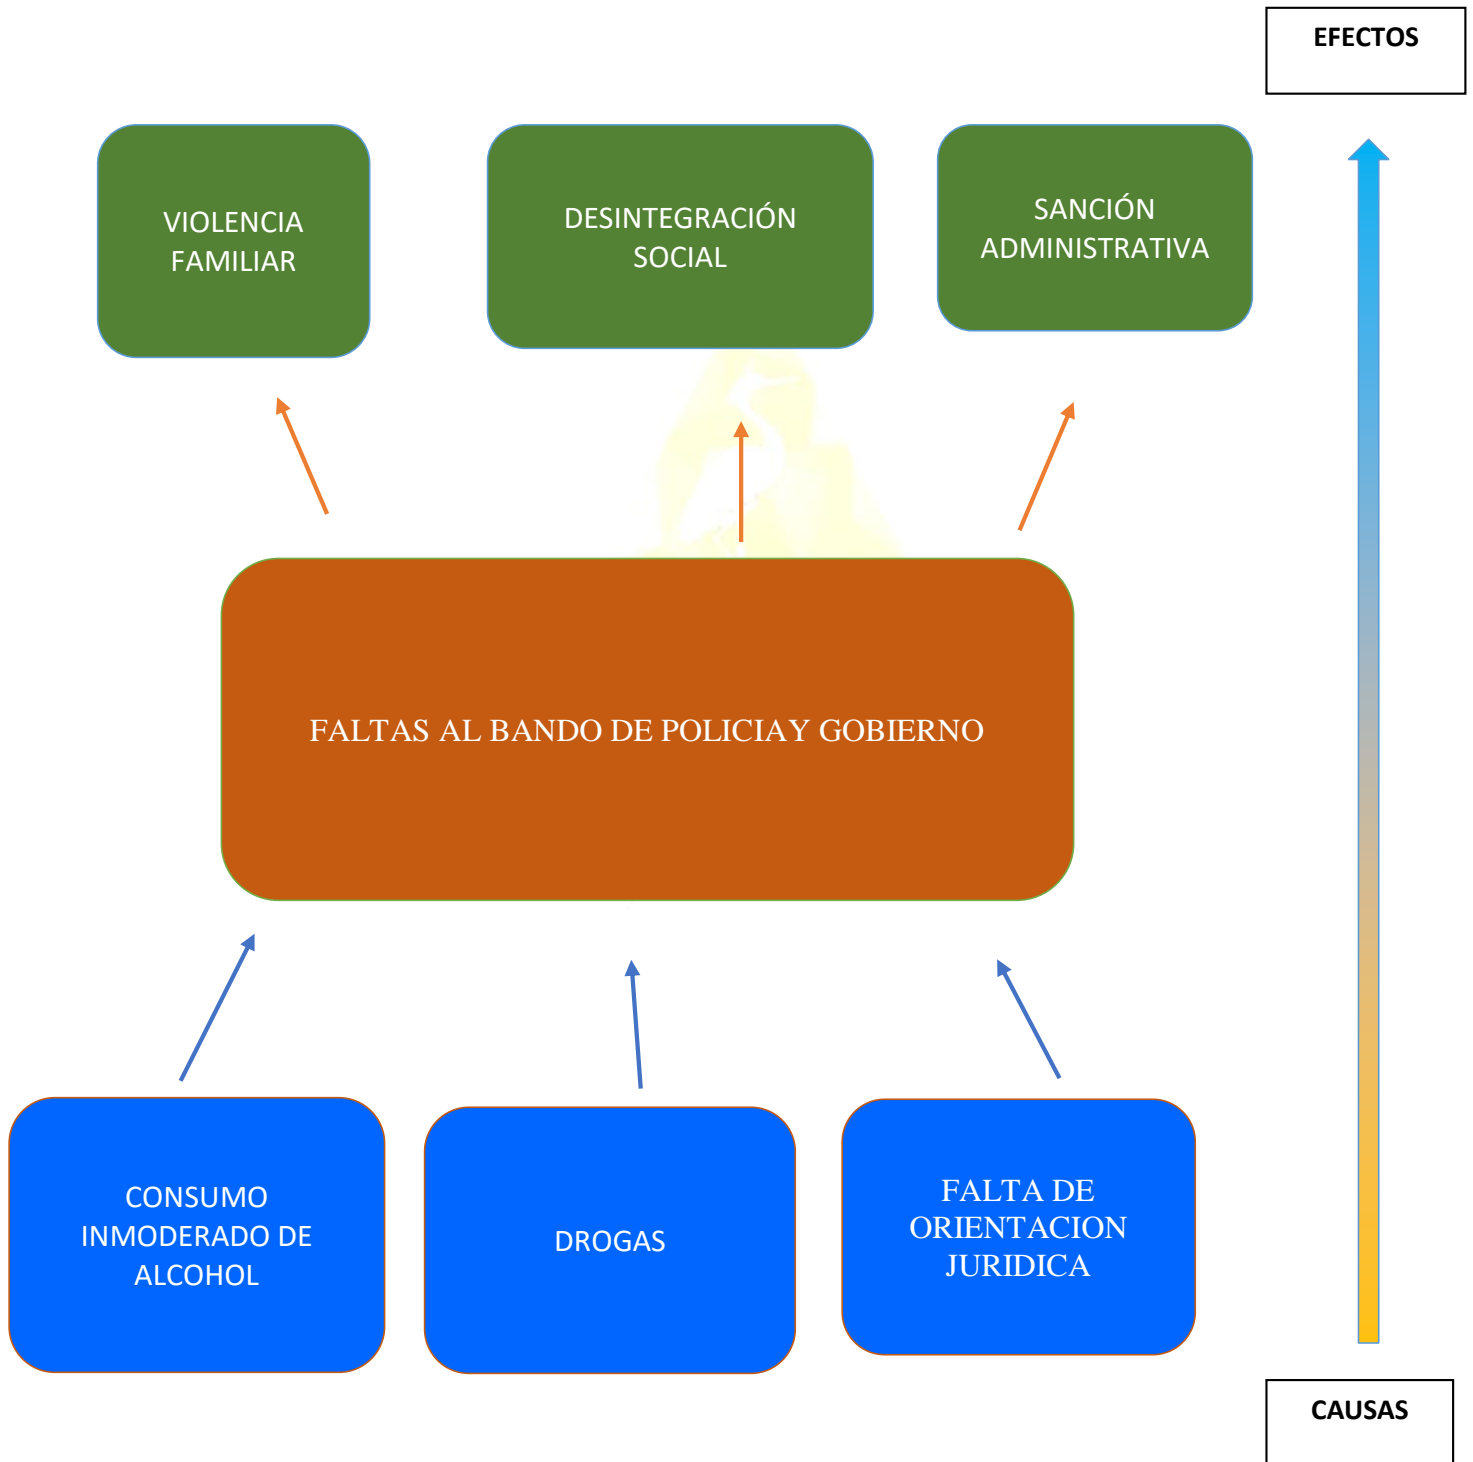 EFECTOS
VIOLENCIA
FAMILIAR
DESINTEGRACIÓN
SOCIAL
SANCIÓN
ADMINISTRATIVA
FALTAS AL BANDO DE POLICIAY GOBIERNO
CONSUMO
INMODERADO DE
ALCOHOL
DROGAS
FALTA DE
ORIENTACION
JURIDICA
CAUSAS